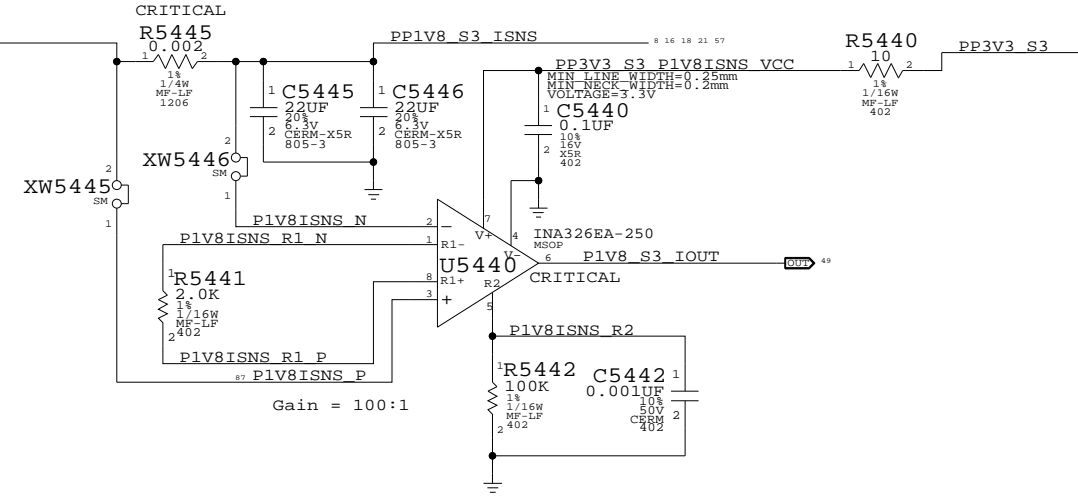 CRITICAL
R5445
0.002
1 2
1%
1/4W
MF-LF
1206
PP1V8_S3_ISNS
8 16 18 21 57
R5440
10
1 2
1%
1/16W
MF-LF
402
PP3V3_S3
PP3V3_S3_P1V8ISNS_VCC
MIN_LINE_WIDTH=0.25mm
MIN_NECK_WIDTH=0.2mm
VOLTAGE=3.3V
1
C5445
22UF
20%
6.3V
CERM-X5R
805-3
2
1
C5446
22UF
20%
6.3V
CERM-X5R
805-3
2
1
C5440
0.1UF
10%
16V
X5R
402
2
2
XW5446
SM
1
2
XW5445
SM
1
P1V8ISNS_N
2
P1V8ISNS_R1_N
1
7
V+
4
V-
INA326EA-250
MSOP
−
R1-
U5440
R1+
8
+
3
R2
5
6
P1V8_S3_IOUT
OUT
49
CRITICAL
1
R5441
2.0K
1%
1/16W
MF-LF
402
2
P1V8ISNS_R1_P
87 P1V8ISNS_P
Gain = 100:1
P1V8ISNS_R2
1
R5442
100K
1%
1/16W
MF-LF
402
2
C5442
1
0.001UF
10%
50V
CERM
402
2